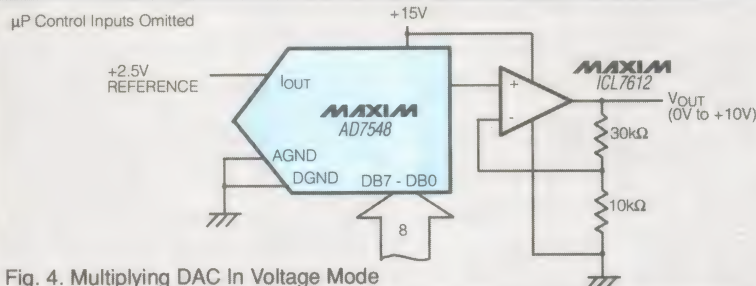 µP Control Inputs Omitted
+15V
+2.5V
REFERENCE
IOUT
MAXIM
AD7548
AGND
DGND
DB7 - DB0
8
+
-
MAXIM
ICL7612
VOUT
(0V to +10V)
30kΩ
10kΩ
Fig. 4. Multiplying DAC In Voltage Mode